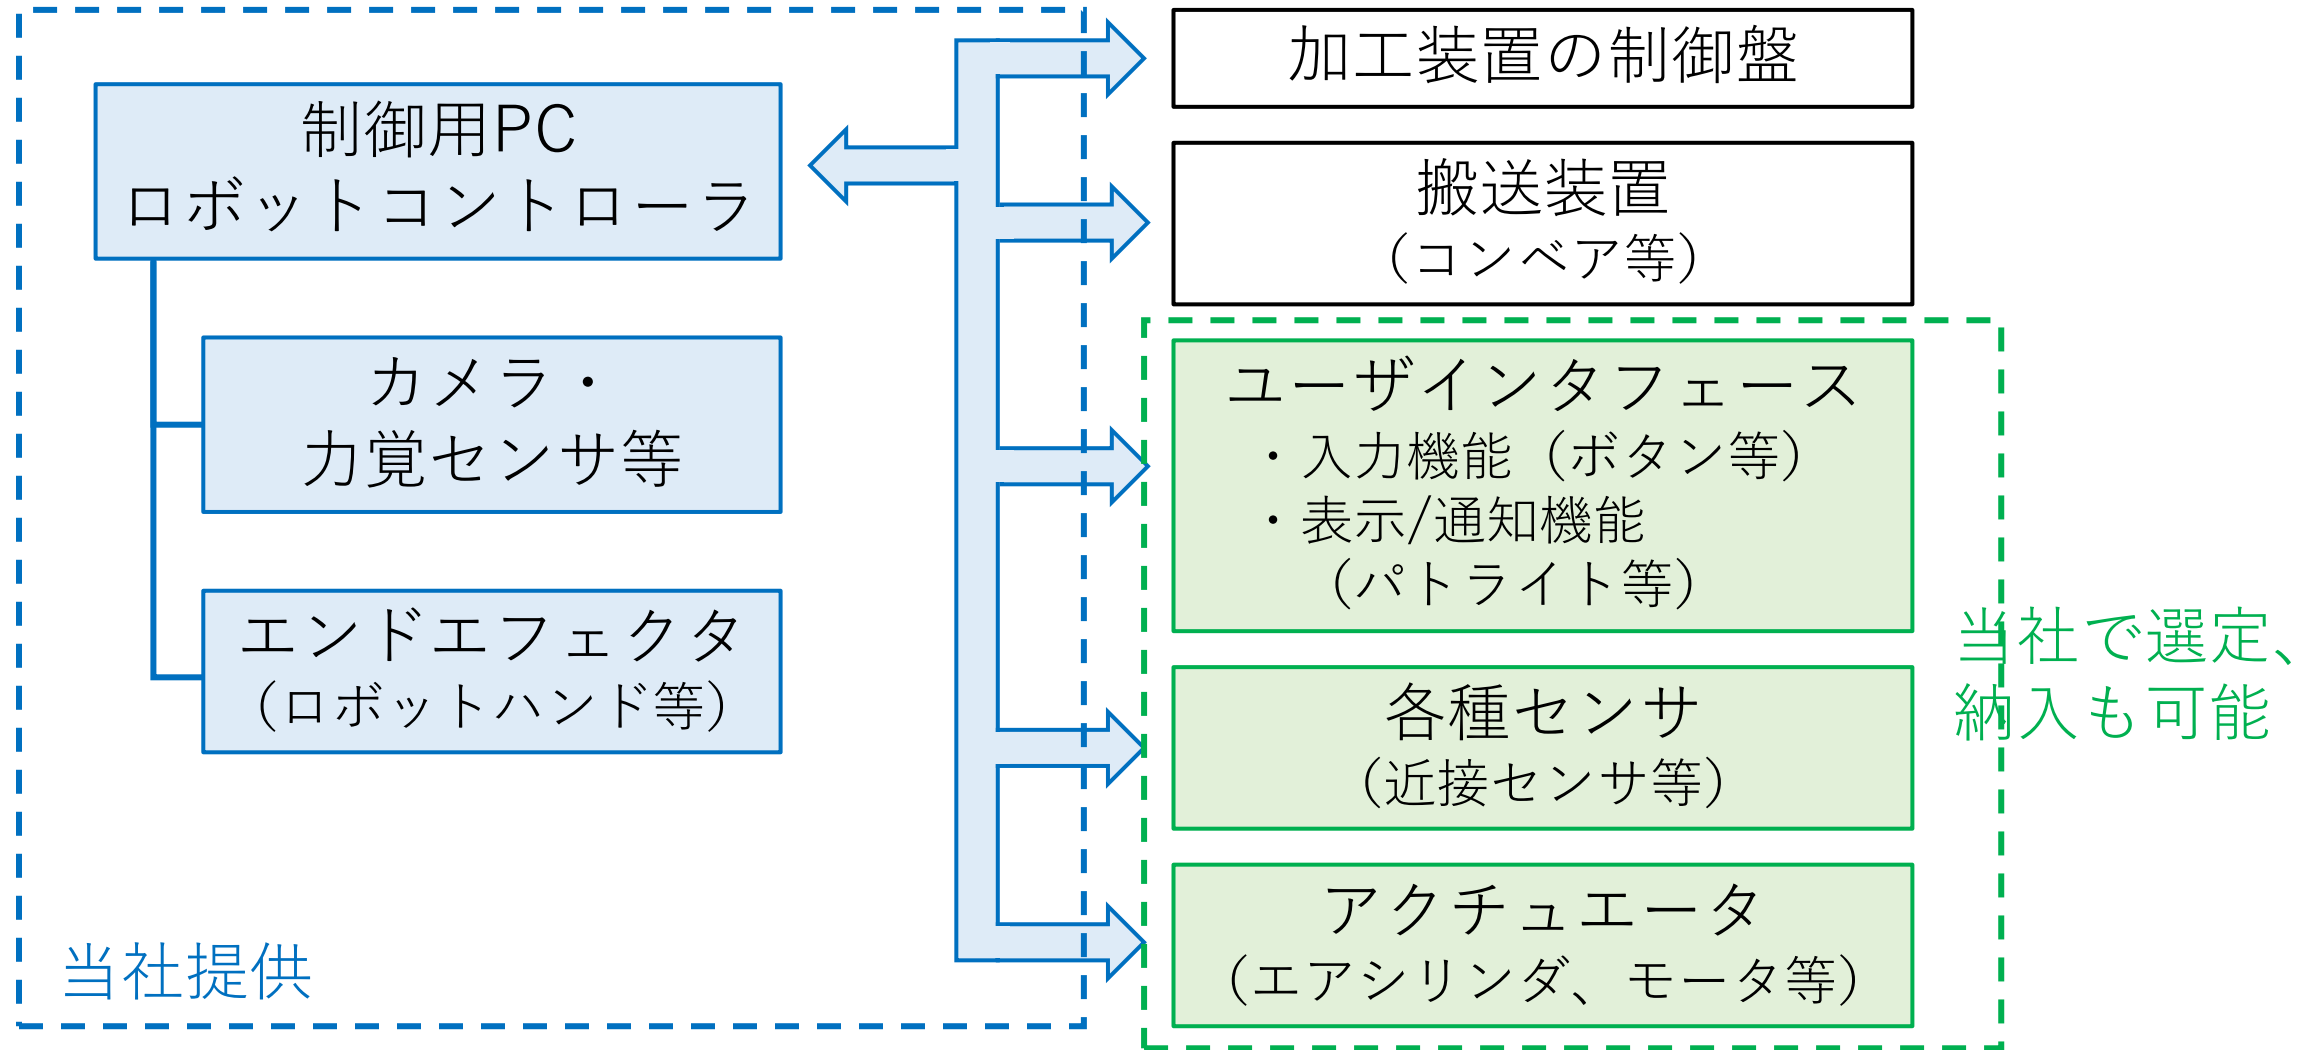 制御用PC
ロボットコントローラ
カメラ・
力覚センサ等
エンドエフェクタ
（ロボットハンド等）
当社提供
加工装置の制御盤
搬送装置
（コンベア等）
ユーザインタフェース
・入力機能（ボタン等）
・表示/通知機能
（パトライト等）
各種センサ
（近接センサ等）
アクチュエータ
（エアシリンダ、モータ等）
当社で選定、
納入も可能